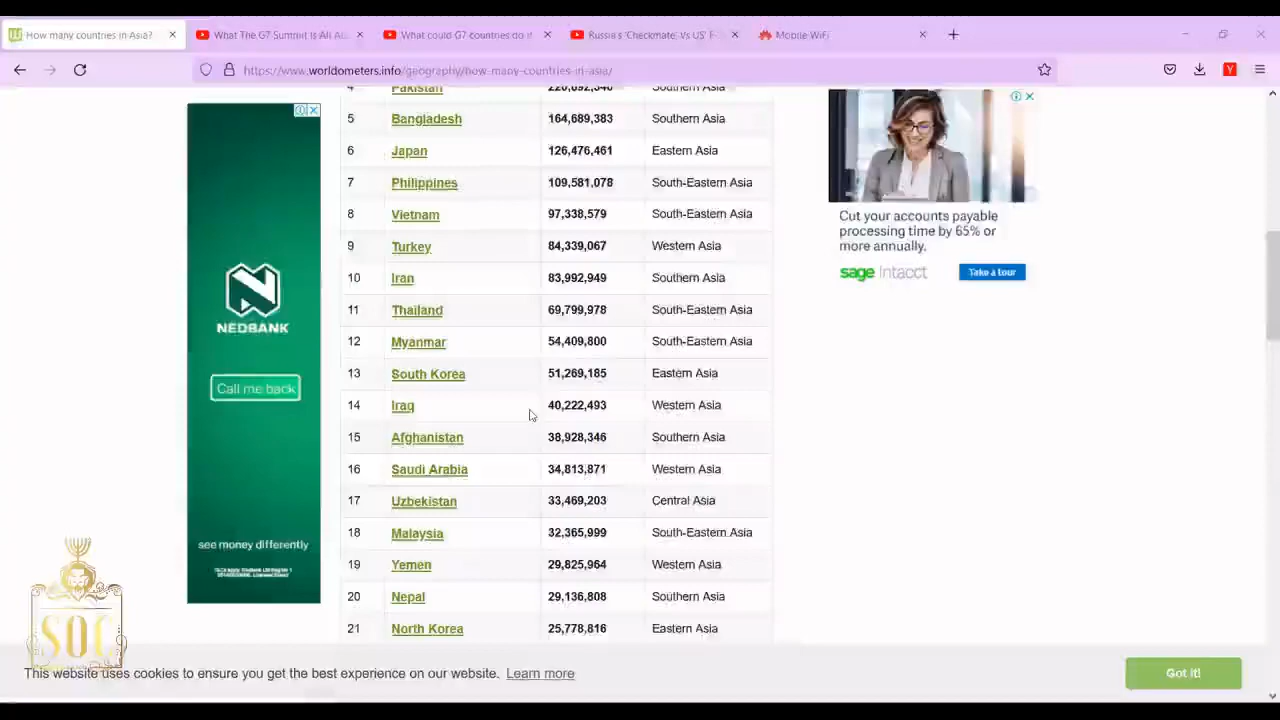 How many countries in Asia?
What The G7 Summit Is All Au
What could G7 countries do if
Russia's 'Checkmate' Vs US' F
Mobile WiFi
https://www.worldometers.info/geography/how-many-countries-in-asia/
4 Pakistan 220,892,340 Southern Asia
5 Bangladesh 164,689,383 Southern Asia
6 Japan 126,476,461 Eastern Asia
7 Philippines 109,581,078 South-Eastern Asia
8 Vietnam 97,338,579 South-Eastern Asia
9 Turkey 84,339,067 Western Asia
10 Iran 83,992,949 Southern Asia
11 Thailand 69,799,978 South-Eastern Asia
12 Myanmar 54,409,800 South-Eastern Asia
13 South Korea 51,269,185 Eastern Asia
14 Iraq 40,222,493 Western Asia
15 Afghanistan 38,928,346 Southern Asia
16 Saudi Arabia 34,813,871 Western Asia
17 Uzbekistan 33,469,203 Central Asia
18 Malaysia 32,365,999 South-Eastern Asia
19 Yemen 29,825,964 Western Asia
20 Nepal 29,136,808 Southern Asia
21 North Korea 25,778,816 Eastern Asia
NEDBANK
Call me back
see money differently
Cut your accounts payable
processing time by 65% or
more annually.
sage Intacct
Take a tour
SOC
This website uses cookies to ensure you get the best experience on our website. Learn more
Got it!